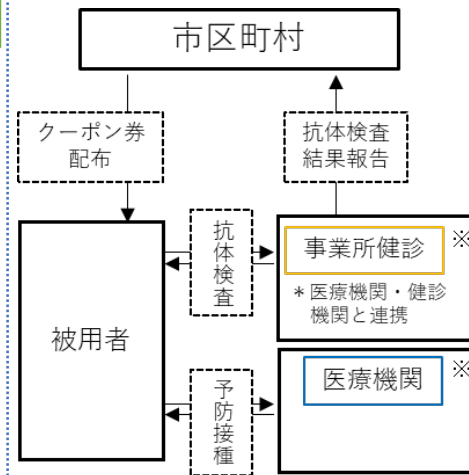 市区町村
クーポン券
配布
抗体検査
結果報告
抗体検査
事業所健診
※
＊医療機関・健診
機関と連携
被用者
医療機関
※
予防接種